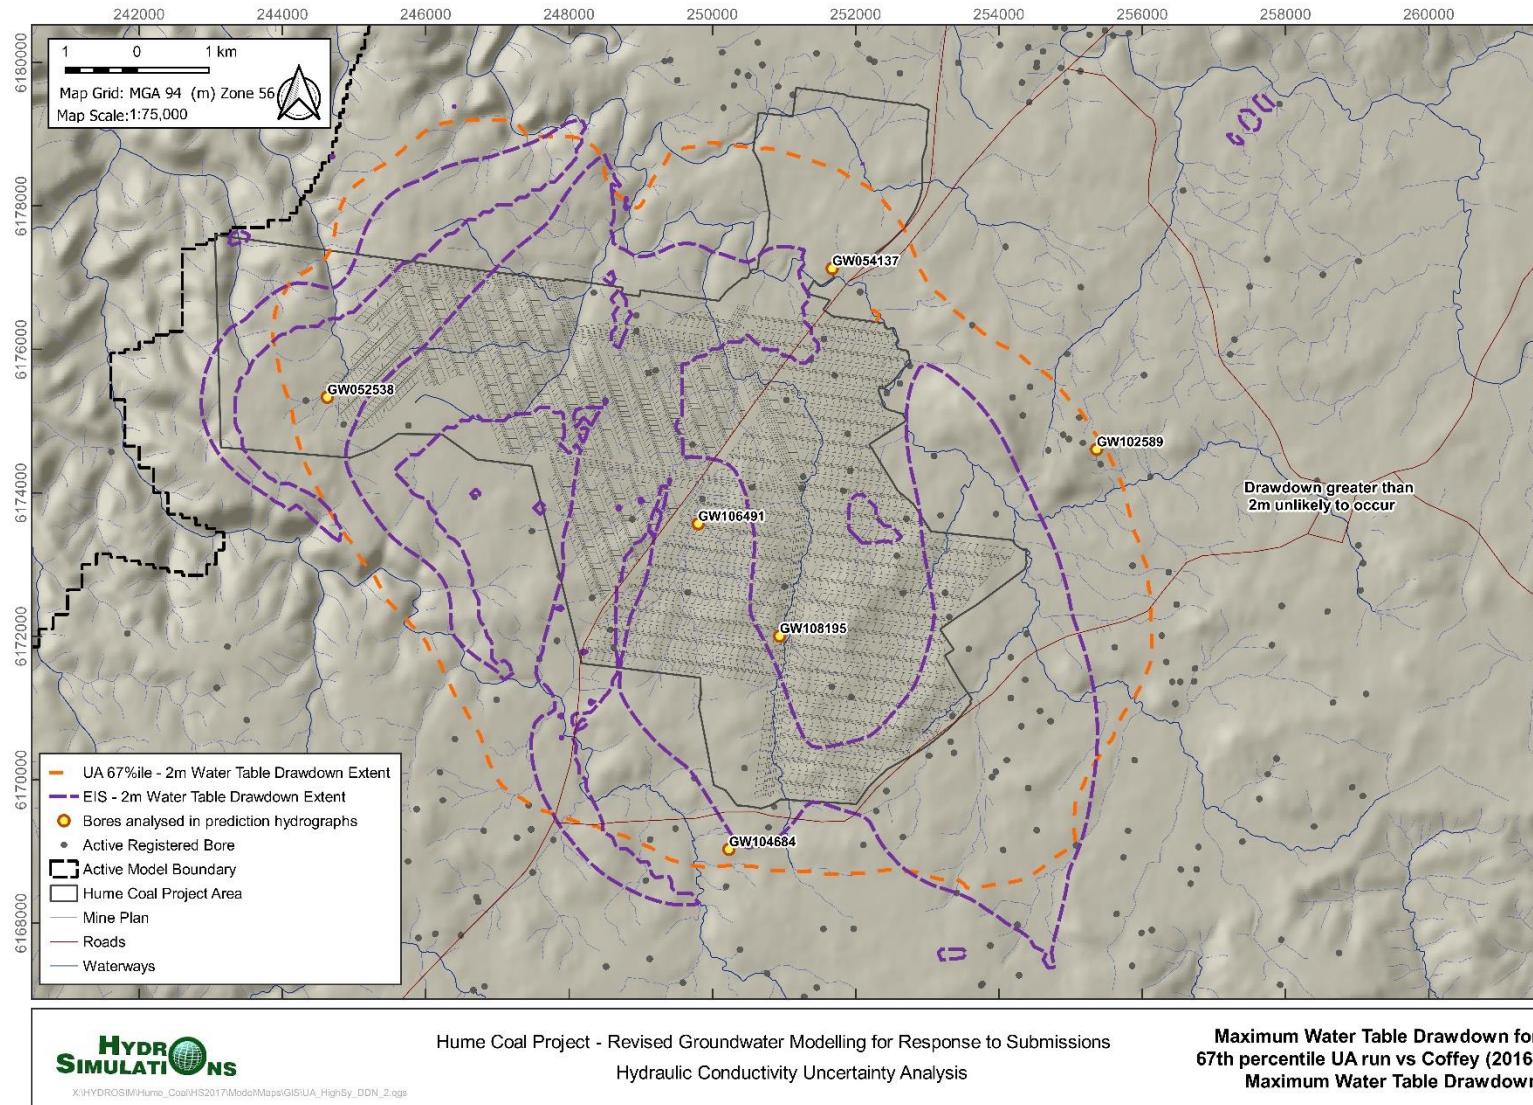 242000 244000 246000 248000 250000 252000 254000 256000 258000 260000
6180000
6178000
6176000
6174000
6172000
6170000
6168000
1 0 1 km
Map Grid: MGA 94 (m) Zone 56
Map Scale:1:75,000
GW054137
GW052538
GW102589
Drawdown greater than
2m unlikely to occur
GW106491
GW108195
GW104684
UA 67%ile - 2m Water Table Drawdown Extent
EIS - 2m Water Table Drawdown Extent
Bores analysed in prediction hydrographs
Active Registered Bore
Active Model Boundary
Hume Coal Project Area
Mine Plan
Roads
Waterways
HYDRO
SIMULATIONS
X:\HYDROSIM\Hume_Coal\HS2017\Model\Maps\GIS\UA_HighSy_DDN_2.qgs
Hume Coal Project - Revised Groundwater Modelling for Response to Submissions
Hydraulic Conductivity Uncertainty Analysis
Maximum Water Table Drawdown for
67th percentile UA run vs Coffey (2016
Maximum Water Table Drawdown